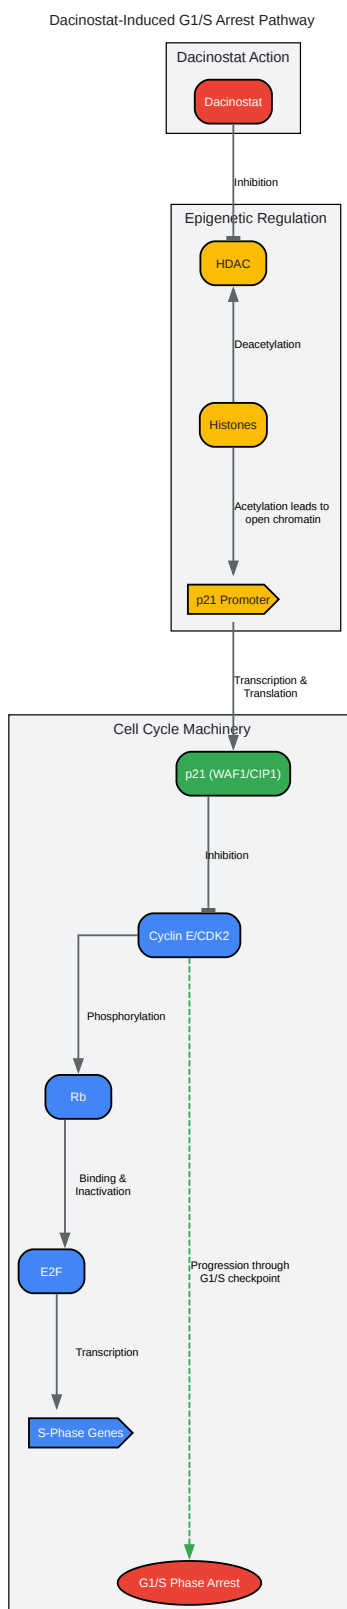 Dacinostat-Induced G1/S Arrest Pathway
Dacinostat Action
Dacinostat
Inhibition
Epigenetic Regulation
HDAC
Deacetylation
Histones
Acetylation leads to
open chromatin
p21 Promoter
Transcription &
Translation
Cell Cycle Machinery
p21 (WAF1/CIP1)
Inhibition
Cyclin E/CDK2
Phosphorylation
Rb
Binding &
Inactivation
E2F
Progression through
G1/S checkpoint
Transcription
S-Phase Genes
G1/S Phase Arrest